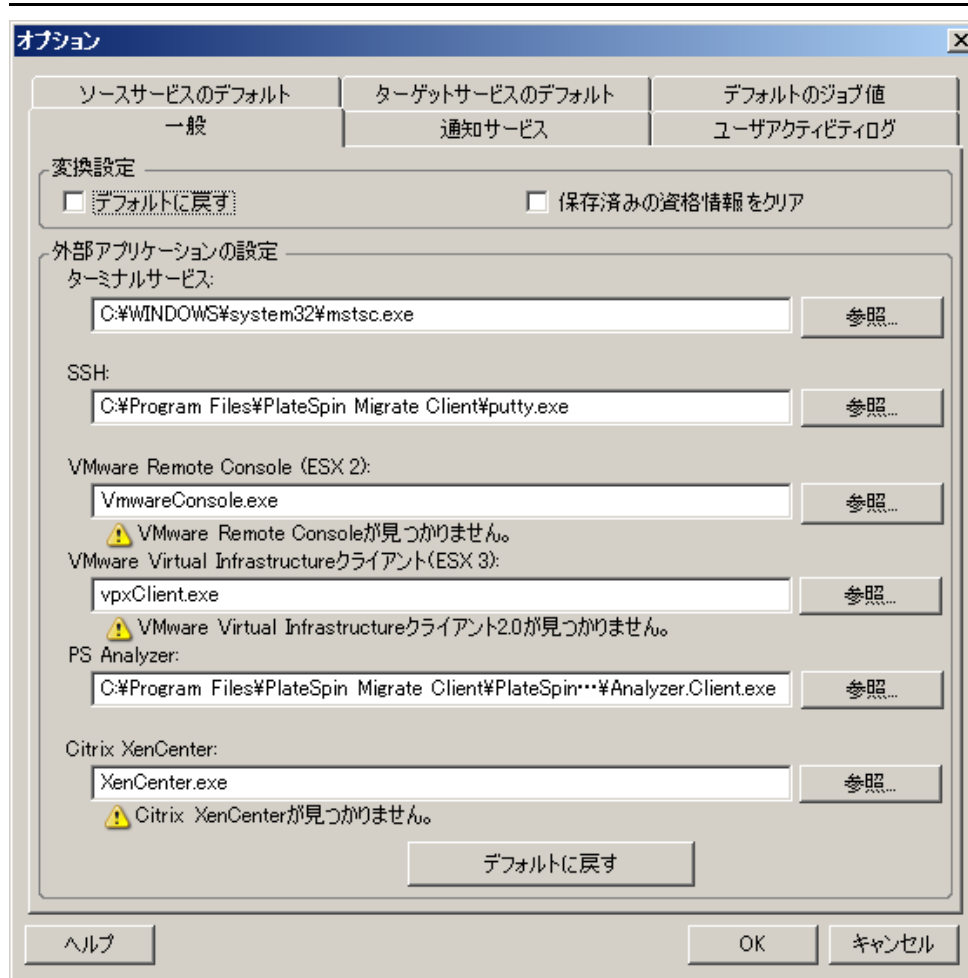 オプション
ソースサービスのデフォルト ターゲットサービスのデフォルト デフォルトのジョブ値
一般 通知サービス ユーザアクティビティログ
変換設定
デフォルトに戻す 保存済みの資格情報をクリア
外部アプリケーションの設定
ターミナルサービス:
C:¥WINDOWS¥system32¥mstsc.exe 参照...
SSH:
C:¥Program Files¥PlateSpin Migrate Client¥putty.exe 参照...
VMware Remote Console (ESX 2):
VmwareConsole.exe 参照...
VMware Remote Consoleが見つかりません。
VMware Virtual Infrastructureクライアント(ESX 3):
vpxClient.exe 参照...
VMware Virtual Infrastructureクライアント2.0が見つかりません。
PS Analyzer:
C:¥Program Files¥PlateSpin Migrate Client¥PlateSpin…¥Analyzer.Client.exe 参照...
Citrix XenCenter:
XenCenter.exe 参照...
Citrix XenCenterが見つかりません。
デフォルトに戻す
ヘルプ OK キャンセル